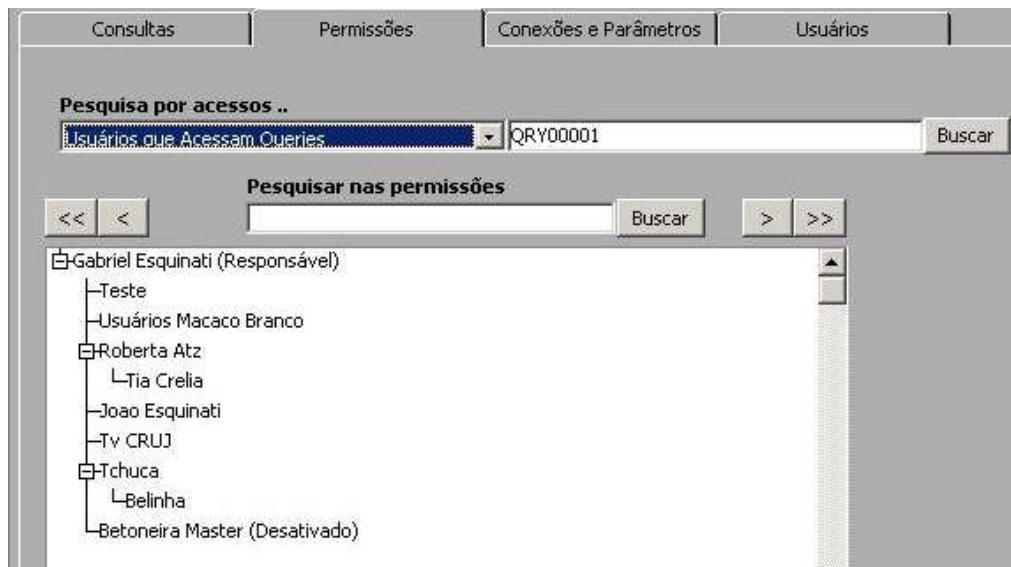 Consultas Permissões Conexões e Parâmetros Usuários
Pesquisa por acessos ..
Usuários que Acessam Queries QRY00001 Buscar
Pesquisar nas permissões
<< < Buscar > >>
Gabriel Esquinati (Responsável)
Teste
Usuários Macaco Branco
Roberta Atz
Tia Crelia
Joao Esquinati
Tv CRUJ
Tchuca
Belinha
Betoneira Master (Desativado)